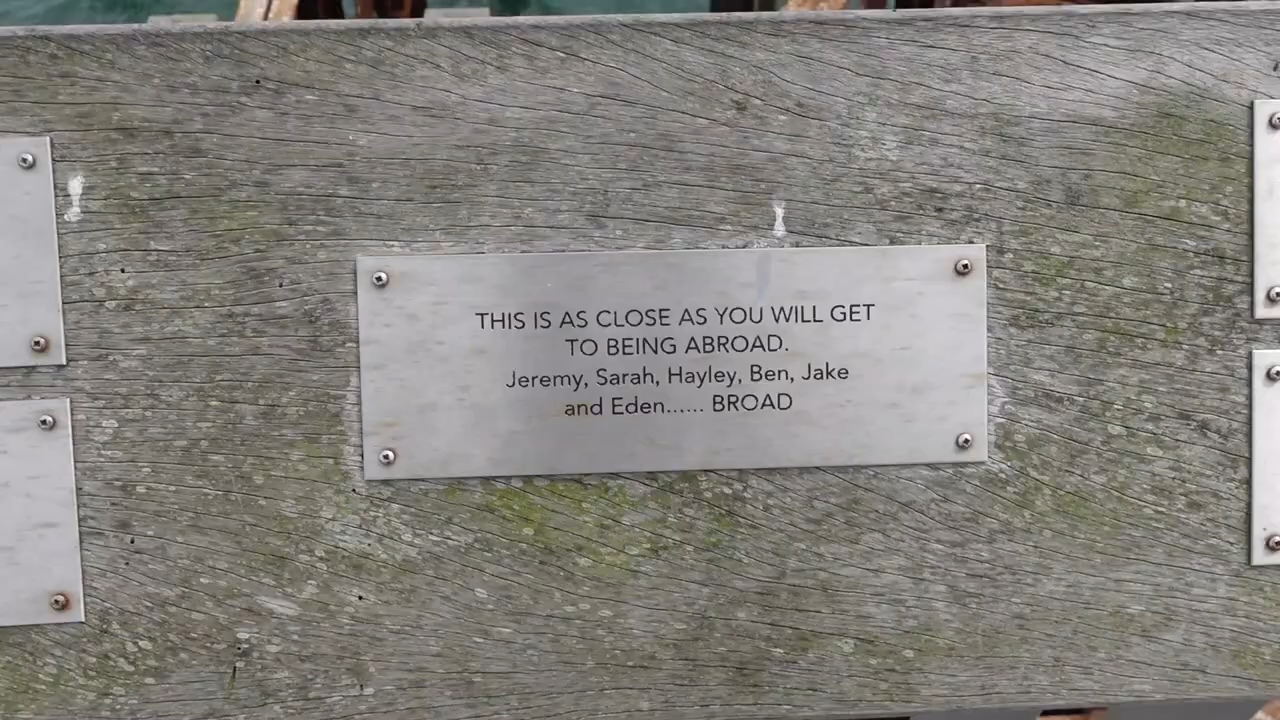 THIS IS AS CLOSE AS YOU WILL GET
TO BEING ABROAD.
Jeremy, Sarah, Hayley, Ben, Jake
and Eden...... BROAD